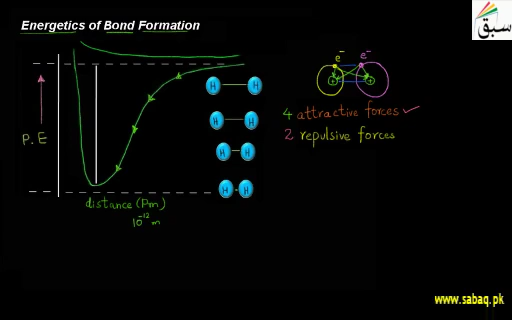 Energetics of Bond Formation
سبق
e⁻ e⁻
+ +
H H
4 attractive forces ✓
P.E
H H
2 repulsive forces
H H
H H
distance (Pm)
10⁻¹² m
www.sabaq.pk